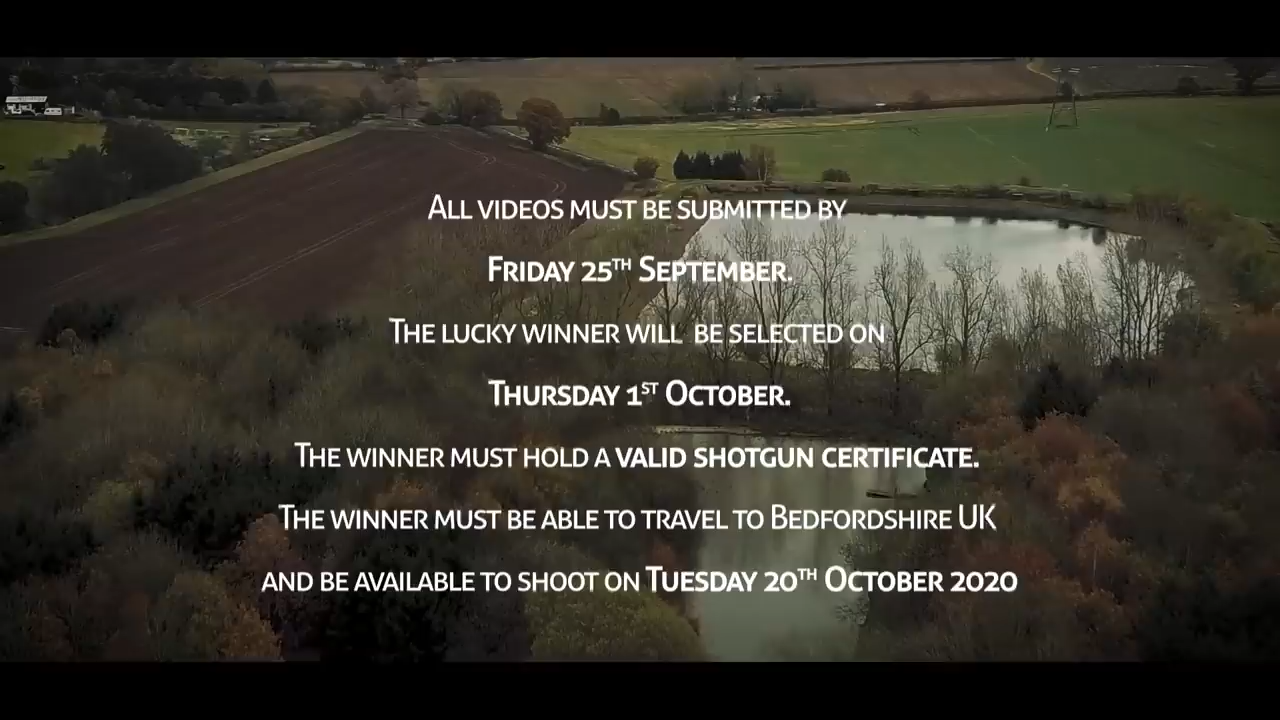 All videos must be submitted by
Friday 25th September.
The lucky winner will be selected on
Thursday 1st October.
The winner must hold a valid shotgun certificate.
The winner must be able to travel to Bedfordshire UK
and be available to shoot on Tuesday 20th October 2020